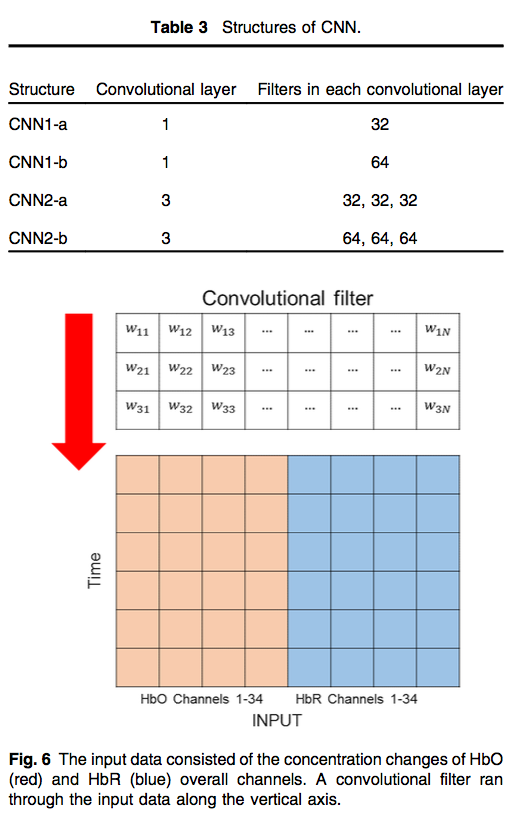 Table 3 Structures of CNN.
Structure Convolutional layer Filters in each convolutional layer
CNN1-a 1 32
CNN1-b 1 64
CNN2-a 3 32, 32, 32
CNN2-b 3 64, 64, 64
Convolutional filter
w11 w12 w13 ... ... ... ... w1N
w21 w22 w23 ... ... ... ... w2N
w31 w32 w33 ... ... ... ... w3N
Time
HbO Channels 1-34 HbR Channels 1-34
INPUT
Fig. 6 The input data consisted of the concentration changes of HbO
(red) and HbR (blue) overall channels. A convolutional filter ran
through the input data along the vertical axis.